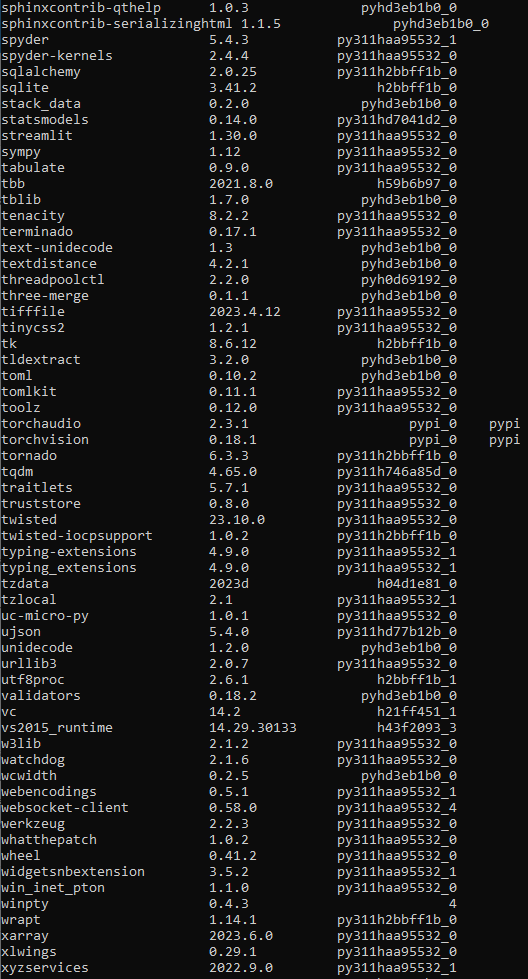 sphinxcontrib-qthelp 1.0.3 pyhd3eb1b0_0
sphinxcontrib-serializinghtml 1.1.5 pyhd3eb1b0_0
spyder 5.4.3 py311haa95532_1
spyder-kernels 2.4.4 py311haa95532_0
sqlalchemy 2.0.25 py311h2bbff1b_0
sqlite 3.41.2 h2bbff1b_0
stack_data 0.2.0 pyhd3eb1b0_0
statsmodels 0.14.0 py311hd7041d2_0
streamlit 1.30.0 py311haa95532_0
sympy 1.12 py311haa95532_0
tabulate 0.9.0 py311haa95532_0
tbb 2021.8.0 h59b6b97_0
tblib 1.7.0 pyhd3eb1b0_0
tenacity 8.2.2 py311haa95532_0
terminado 0.17.1 py311haa95532_0
text-unidecode 1.3 pyhd3eb1b0_0
textdistance 4.2.1 pyhd3eb1b0_0
threadpoolctl 2.2.0 pyh0d69192_0
three-merge 0.1.1 pyhd3eb1b0_0
tifffile 2023.4.12 py311haa95532_0
tinycss2 1.2.1 py311haa95532_0
tk 8.6.12 h2bbff1b_0
tldextract 3.2.0 pyhd3eb1b0_0
toml 0.10.2 pyhd3eb1b0_0
tomlkit 0.11.1 py311haa95532_0
toolz 0.12.0 py311haa95532_0
torchaudio 2.3.1 pypi_0 pypi
torchvision 0.18.1 pypi_0 pypi
tornado 6.3.3 py311h2bbff1b_0
tqdm 4.65.0 py311h746a85d_0
traitlets 5.7.1 py311haa95532_0
truststore 0.8.0 py311haa95532_0
twisted 23.10.0 py311haa95532_0
twisted-iocpsupport 1.0.2 py311h2bbff1b_0
typing-extensions 4.9.0 py311haa95532_1
typing_extensions 4.9.0 py311haa95532_1
tzdata 2023d h04d1e81_0
tzlocal 2.1 py311haa95532_1
uc-micro-py 1.0.1 py311haa95532_0
ujson 5.4.0 py311hd77b12b_0
unidecode 1.2.0 pyhd3eb1b0_0
urllib3 2.0.7 py311haa95532_0
utf8proc 2.6.1 h2bbff1b_1
validators 0.18.2 pyhd3eb1b0_0
vc 14.2 h21ff451_1
vs2015_runtime 14.29.30133 h43f2093_3
w3lib 2.1.2 py311haa95532_0
watchdog 2.1.6 py311haa95532_0
wcwidth 0.2.5 pyhd3eb1b0_0
webencodings 0.5.1 py311haa95532_1
websocket-client 0.58.0 py311haa95532_4
werkzeug 2.2.3 py311haa95532_0
whatthepatch 1.0.2 py311haa95532_0
wheel 0.41.2 py311haa95532_0
widgetsnbextension 3.5.2 py311haa95532_1
win_inet_pton 1.1.0 py311haa95532_0
winpty 0.4.3 4
wrapt 1.14.1 py311h2bbff1b_0
xarray 2023.6.0 py311haa95532_0
xlwings 0.29.1 py311haa95532_0
xyzservices 2022.9.0 py311haa95532_1